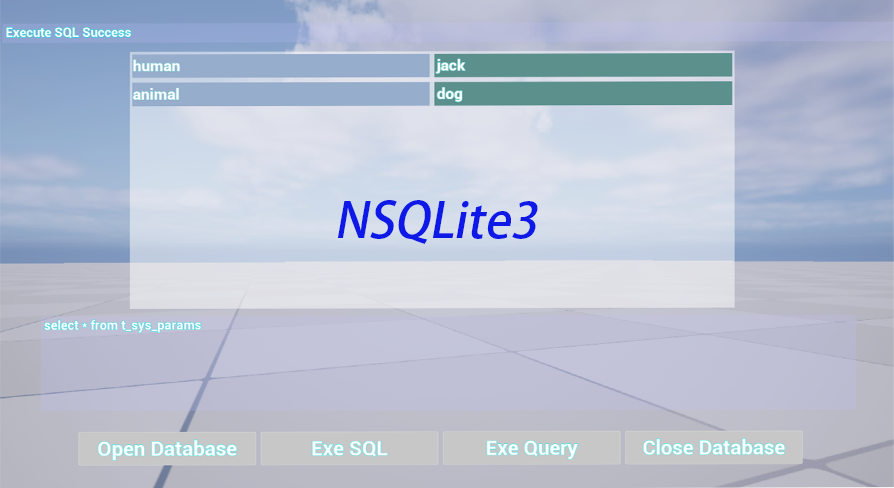 Execute SQL Success
human jack
animal dog
NSQLite3
select * from t_sys_params
Open Database Exe SQL Exe Query Close Database